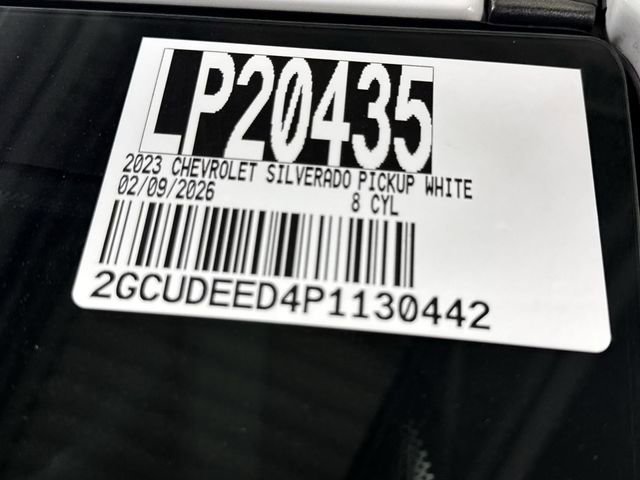 LP20435
2023 CHEVROLET SILVERADO PICKUP WHITE
02/09/2026 8 CYL
2GCUDEED4P1130442